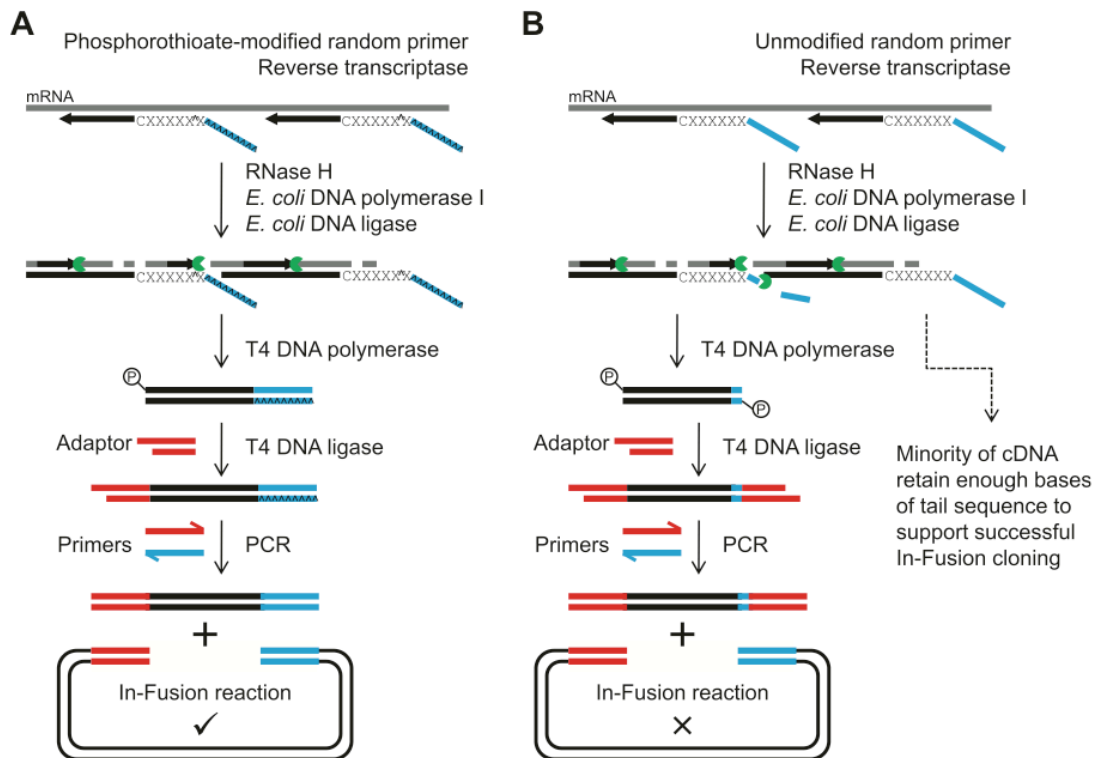 A
Phosphorothioate-modified random primer
Reverse transcriptase
mRNA
CXXXXXX
CXXXXXX
RNase H
E. coli DNA polymerase I
E. coli DNA ligase
CXXXXXX
CXXXXXX
T4 DNA polymerase
P
Adaptor
T4 DNA ligase
Primers
PCR
+
In-Fusion reaction
✓
B
Unmodified random primer
Reverse transcriptase
mRNA
CXXXXXX
CXXXXXX
RNase H
E. coli DNA polymerase I
E. coli DNA ligase
CXXXXXX
CXXXXXX
T4 DNA polymerase
P
P
Adaptor
T4 DNA ligase
Primers
PCR
+
In-Fusion reaction
×
Minority of cDNA
retain enough bases
of tail sequence to
support successful
In-Fusion cloning